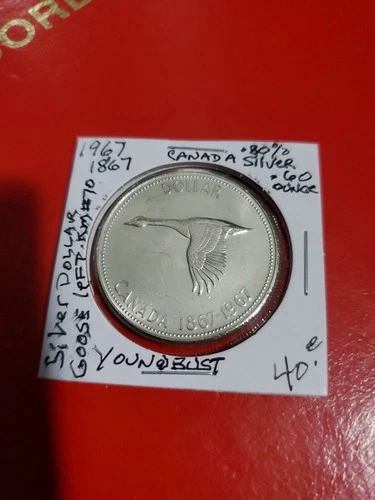 ORL
1967
1867
CANADA
.80%
Silver
.60
OUNCE
DOLLAR
CANADA 1867-1967
Silver DOLLAR
GOOSE LEFT. KM#70
YOUNG BUST
40.